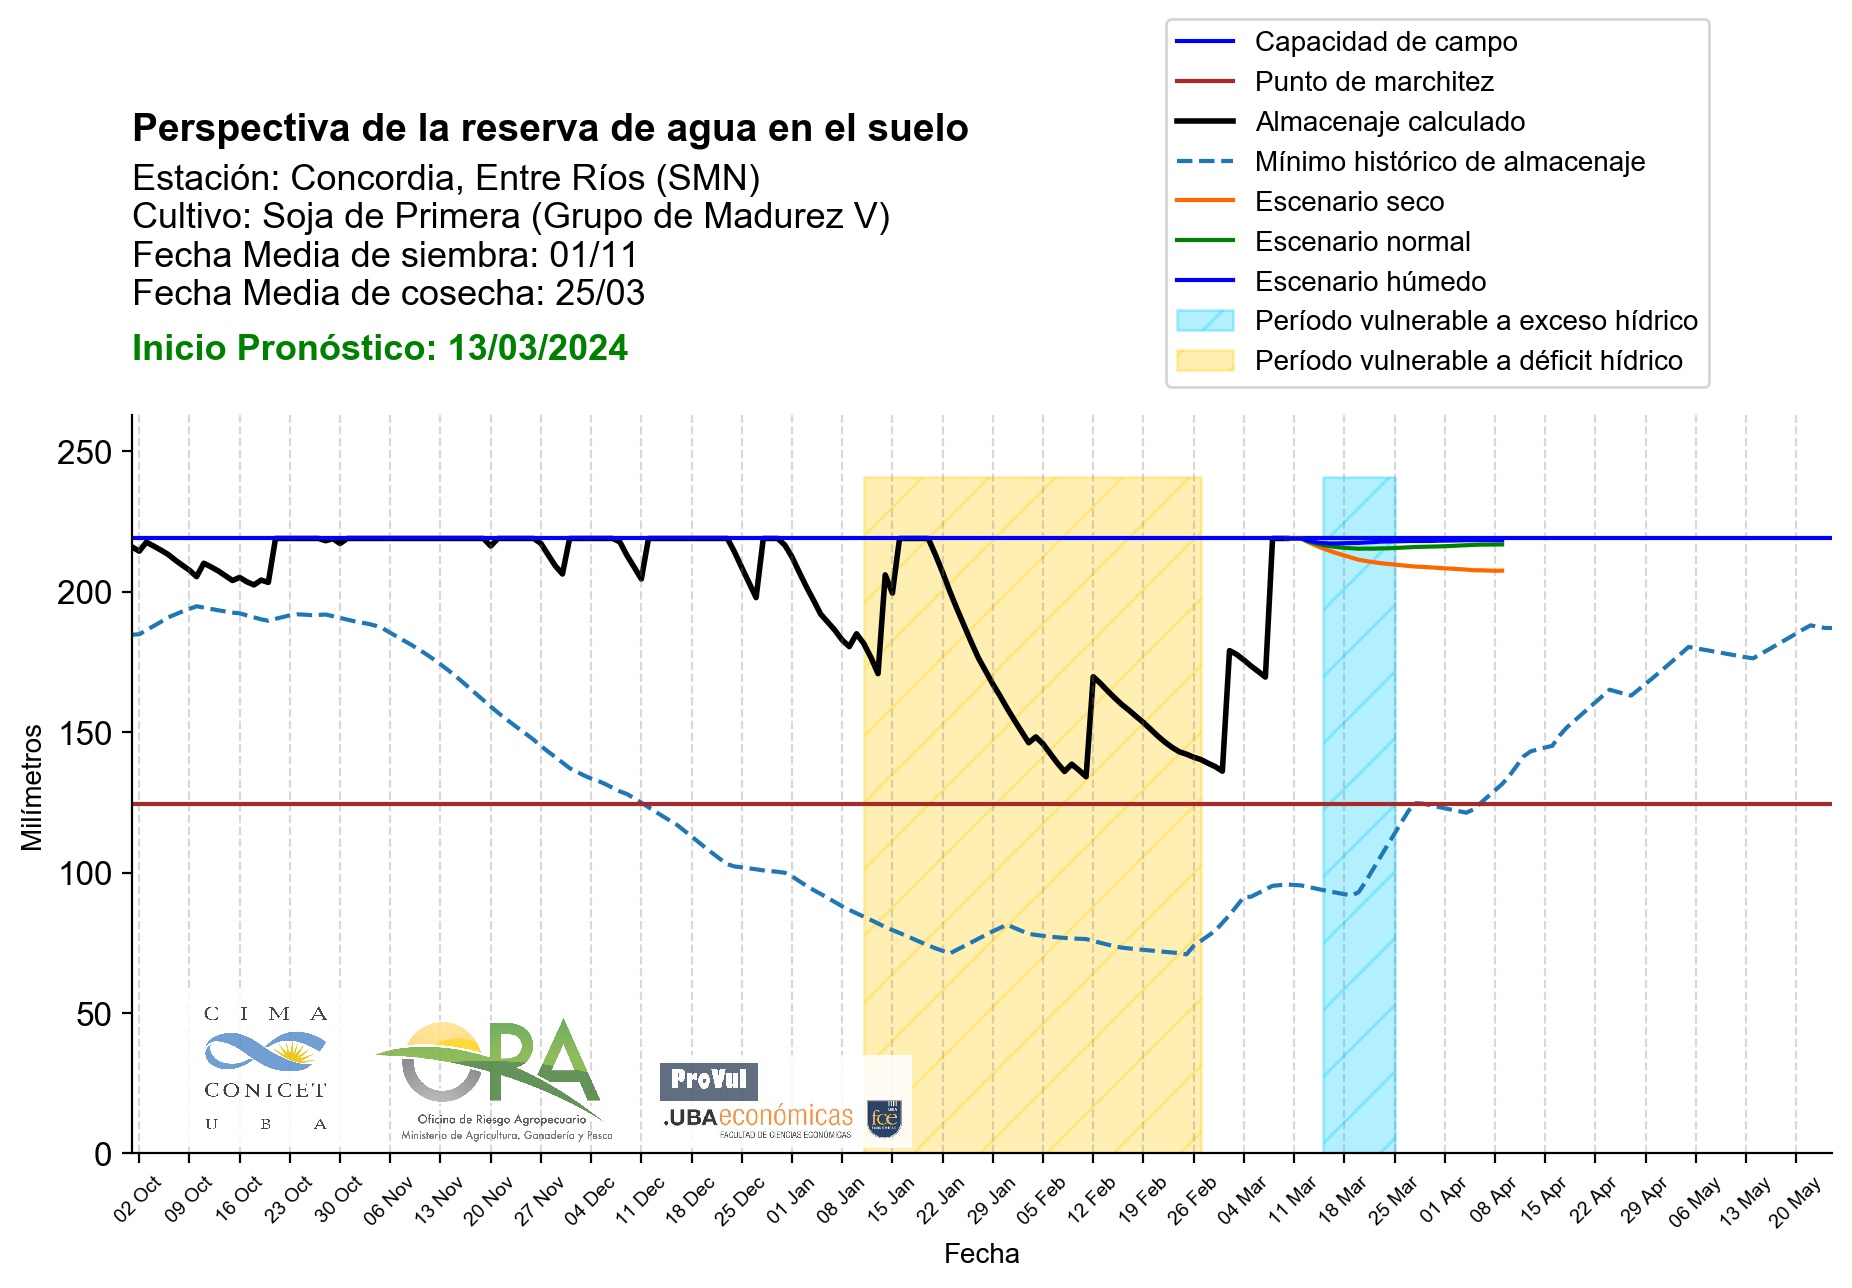 Capacidad de campo
Punto de marchitez
Almacenaje calculado
Mínimo histórico de almacenaje
Escenario seco
Escenario normal
Escenario húmedo
Período vulnerable a exceso hídrico
Período vulnerable a déficit hídrico
Perspectiva de la reserva de agua en el suelo
Estación: Concordia, Entre Ríos (SMN)
Cultivo: Soja de Primera (Grupo de Madurez V)
Fecha Media de siembra: 01/11
Fecha Media de cosecha: 25/03
Inicio Pronóstico: 13/03/2024
250
200
150
100
50
0
Milímetros
C I M A
CONICET
U B A
ORA
Oficina de Riesgo Agropecuario
Ministerio de Agricultura, Ganadería y Pesca
ProVul
.UBAeconómicas
FACULTAD DE CIENCIAS ECONÓMICAS
fce
02 Oct
09 Oct
16 Oct
23 Oct
30 Oct
06 Nov
13 Nov
20 Nov
27 Nov
04 Dec
11 Dec
18 Dec
25 Dec
01 Jan
08 Jan
15 Jan
22 Jan
29 Jan
05 Feb
12 Feb
19 Feb
26 Feb
04 Mar
11 Mar
18 Mar
25 Mar
01 Apr
08 Apr
15 Apr
22 Apr
29 Apr
06 May
13 May
20 May
Fecha